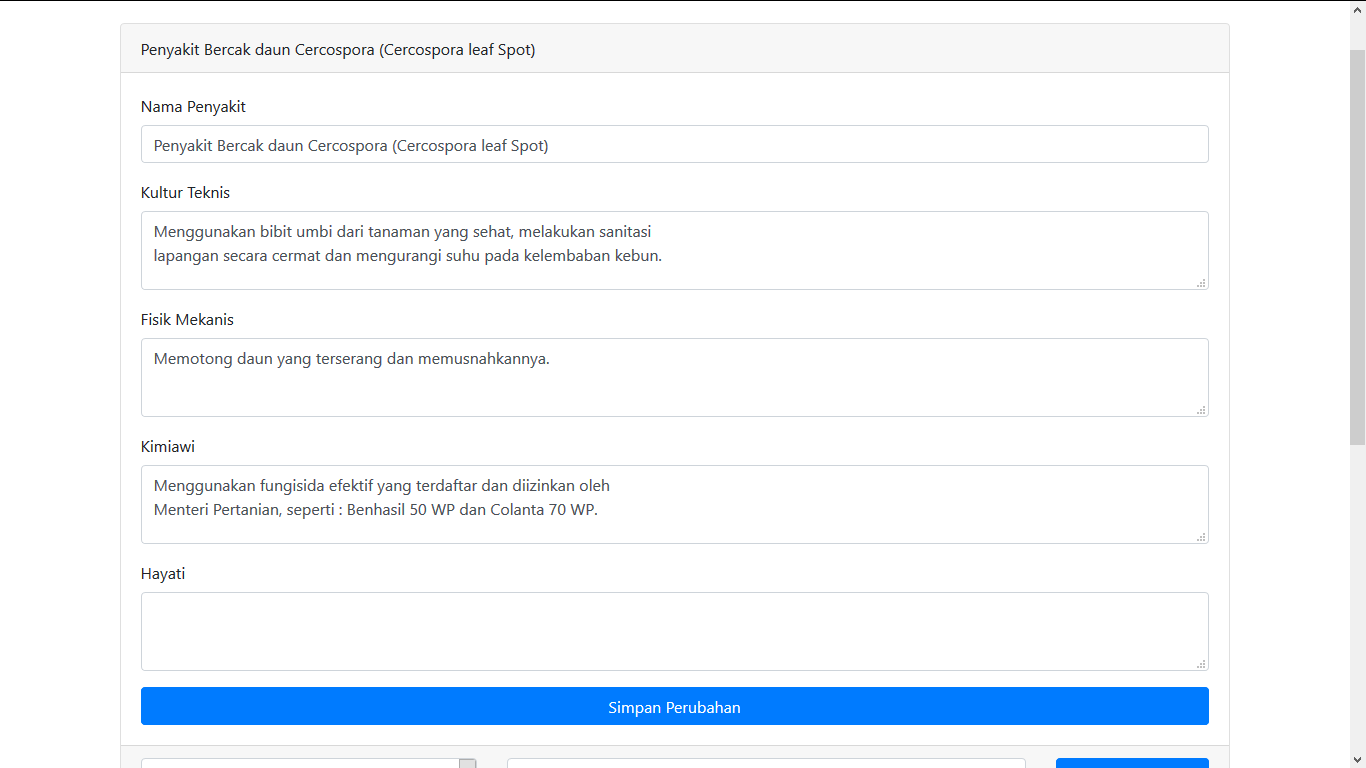 Penyakit Bercak daun Cercospora (Cercospora leaf Spot)
Nama Penyakit
Penyakit Bercak daun Cercospora (Cercospora leaf Spot)
Kultur Teknis
Menggunakan bibit umbi dari tanaman yang sehat, melakukan sanitasi
lapangan secara cermat dan mengurangi suhu pada kelembaban kebun.
Fisik Mekanis
Memotong daun yang terserang dan memusnahkannya.
Kimiawi
Menggunakan fungisida efektif yang terdaftar dan diizinkan oleh
Menteri Pertanian, seperti : Benhasil 50 WP dan Colanta 70 WP.
Hayati
Simpan Perubahan